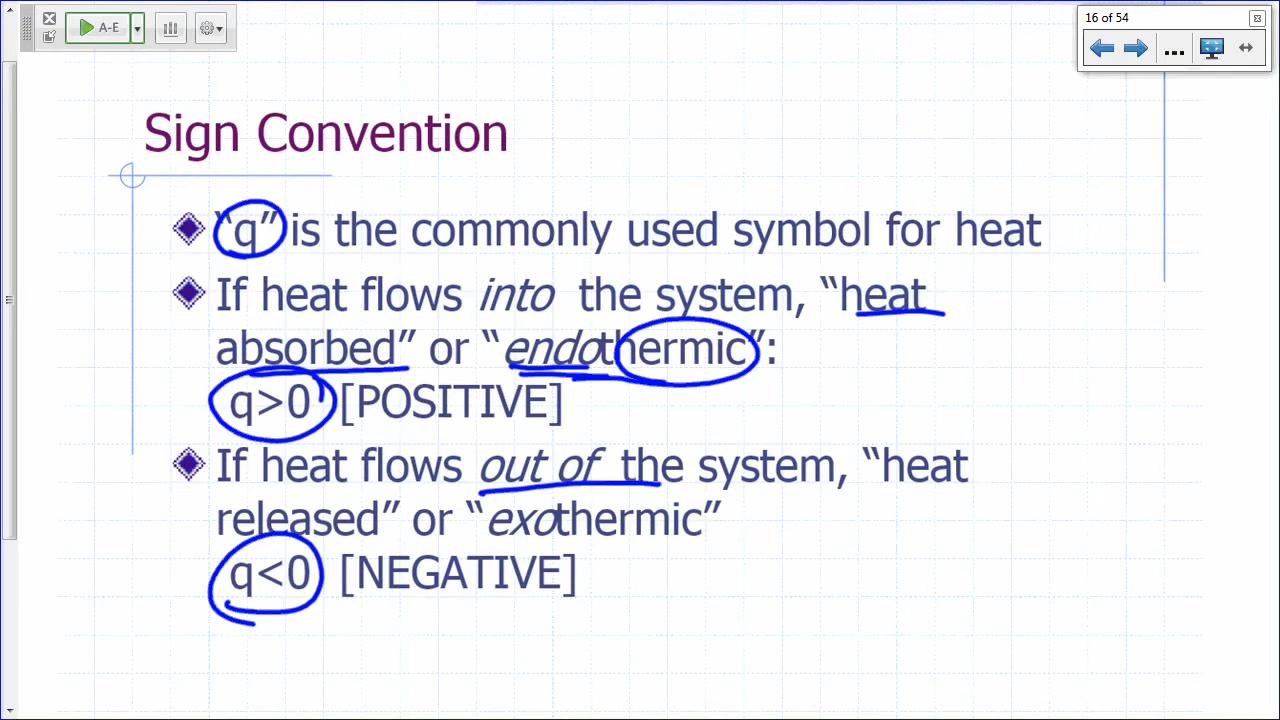 A-E
16 of 54
...
Sign Convention
“q” is the commonly used symbol for heat
If heat flows into the system, “heat
absorbed” or “endothermic”:
q>0 [POSITIVE]
If heat flows out of the system, “heat
released” or “exothermic”
q<0 [NEGATIVE]